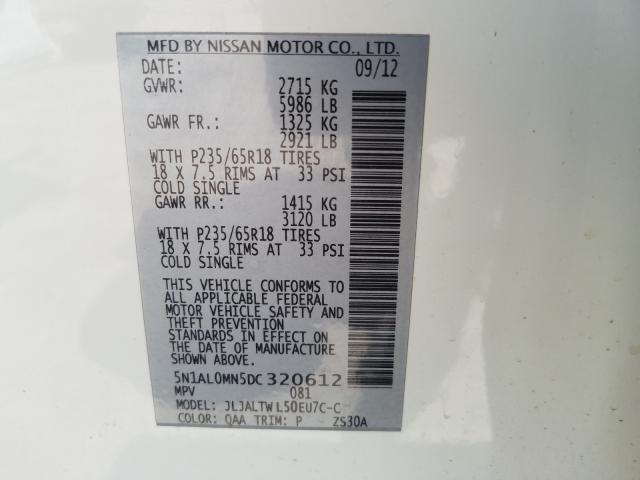 MFD BY NISSAN MOTOR CO., LTD.
DATE: 09/12
GVWR: 2715 KG
5986 LB
GAWR FR.: 1325 KG
2921 LB
WITH P235/65R18 TIRES
18 X 7.5 RIMS AT 33 PSI
COLD SINGLE
GAWR RR.: 1415 KG
3120 LB
WITH P235/65R18 TIRES
18 X 7.5 RIMS AT 33 PSI
COLD SINGLE
THIS VEHICLE CONFORMS TO
ALL APPLICABLE FEDERAL
MOTOR VEHICLE SAFETY AND
THEFT PREVENTION
STANDARDS IN EFFECT ON
THE DATE OF MANUFACTURE
SHOWN ABOVE.
5N1AL0MN5DC320612
MPV 081
MODEL: JLJALTWL50EU7C-C
COLOR: QAA TRIM: P ZS30A